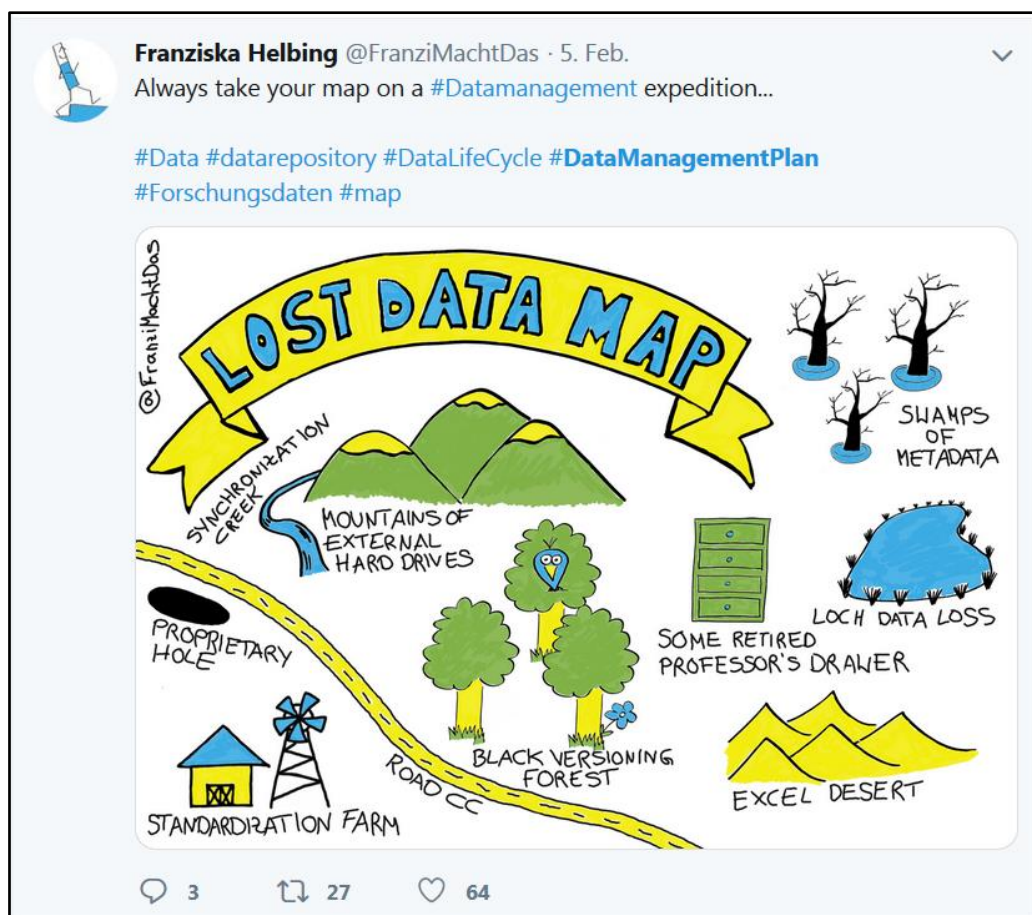 Franziska Helbing @FranziMachtDas · 5. Feb.
Always take your map on a #Datamanagement expedition...
#Data #datarepository #DataLifeCycle #DataManagementPlan
#Forschungsdaten #map
@FranziMachtDas
LOST DATA MAP
SWAMPS
OF
METADATA
SYNCHRONIZATION
CREEK
MOUNTAINS OF
EXTERNAL
HARD DRIVES
PROPRIETARY
HOLE
SOME RETIRED
PROFESSOR'S DRAWER
LOCH DATA LOSS
BLACK VERSIONING
FOREST
ROAD CC
EXCEL DESERT
STANDARDIZATION FARM
3 27 64